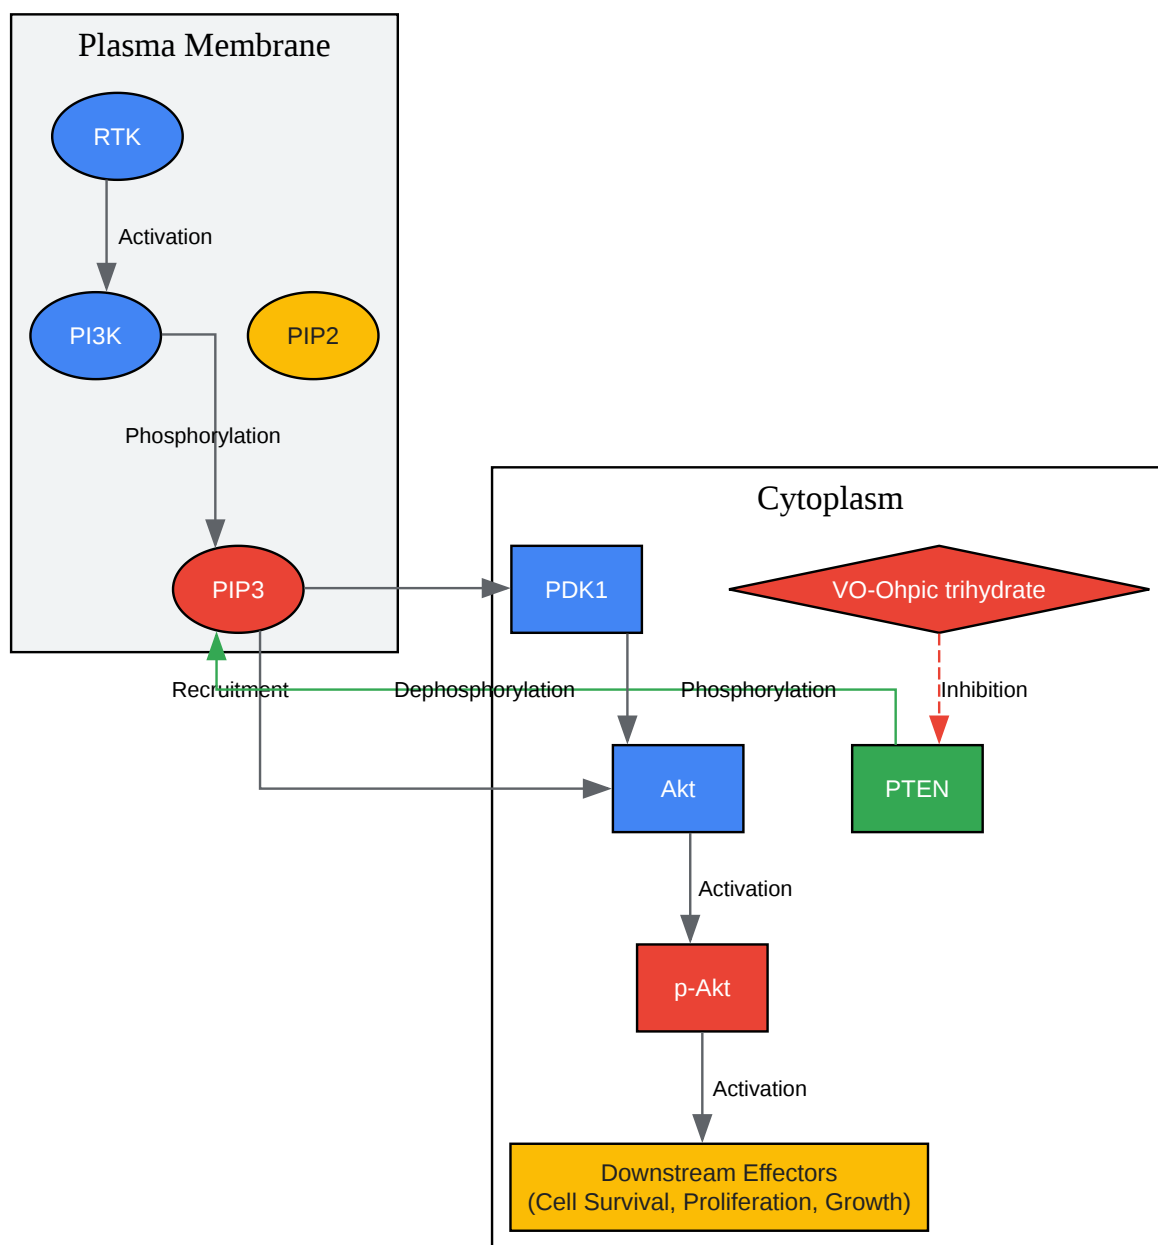 Plasma Membrane
RTK
Activation
PI3K
PIP2
Phosphorylation
Cytoplasm
PIP3
PDK1
VO-Ohpic trihydrate
Recruitment
Dephosphorylation
Phosphorylation
Inhibition
Akt
PTEN
Activation
p-Akt
Activation
Downstream Effectors
(Cell Survival, Proliferation, Growth)